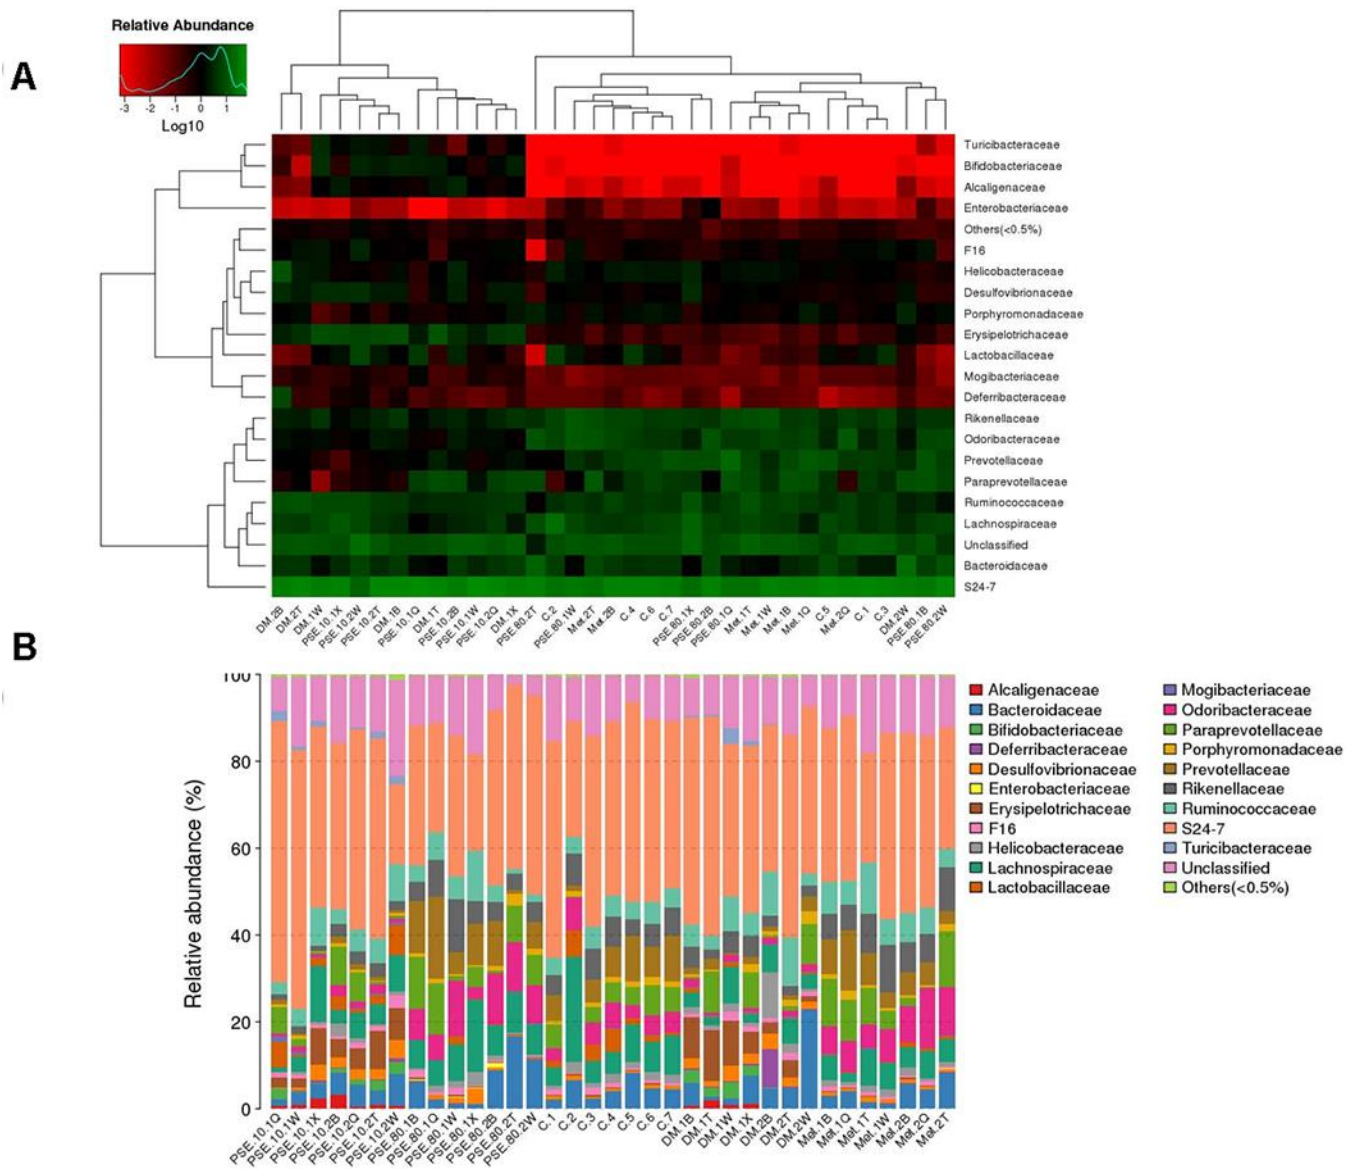 Relative Abundance
A
-3 -2 -1 0 1
Log10
Turicibacteraceae
Bifidobacteriaceae
Alcaligenaceae
Enterobacteriaceae
Others(<0.5%)
F16
Helicobacteraceae
Desulfovibrionaceae
Porphyromonadaceae
Erysipelotrichaceae
Lactobacillaceae
Mogibacteriaceae
Deferribacteraceae
Rikenellaceae
Odoribacteraceae
Prevotellaceae
Paraprevotellaceae
Ruminococcaceae
Lachnospiraceae
Unclassified
Bacteroidaceae
S24-7
DM.2B DM.2T DM.1W PSE.10.1X PSE.10.2W PSE.10.2T DM.1B PSE.10.1Q DM.1T PSE.10.2B PSE.10.1W PSE.10.2Q DM.1X PSE.80.2T C.2 PSE.80.1W Met.2T Met.2B C.4 C.6 C.7 PSE.80.1X PSE.80.2B PSE.80.1Q Met.1T Met.1W Met.1B Met.1Q C.5 Met.2Q C.1 C.3 DM.2W PSE.80.1B PSE.80.2W
B
100
80
60
40
20
0
Relative abundance (%)
Alcaligenaceae
Bacteroidaceae
Bifidobacteriaceae
Deferribacteraceae
Desulfovibrionaceae
Enterobacteriaceae
Erysipelotrichaceae
F16
Helicobacteraceae
Lachnospiraceae
Lactobacillaceae
Mogibacteriaceae
Odoribacteraceae
Paraprevotellaceae
Porphyromonadaceae
Prevotellaceae
Rikenellaceae
Ruminococcaceae
S24-7
Turicibacteraceae
Unclassified
Others(<0.5%)
PSE.10.1Q PSE.10.1W PSE.10.1X PSE.10.2B PSE.10.2Q PSE.10.2T PSE.10.2W PSE.80.1B PSE.80.1Q PSE.80.1W PSE.80.1X PSE.80.2B PSE.80.2T PSE.80.2W C.1 C.2 C.3 C.4 C.5 C.6 C.7 DM.1B DM.1T DM.1W DM.1X DM.2B DM.2T DM.2W Met.1B Met.1Q Met.1T Met.1W Met.2B Met.2Q Met.2T